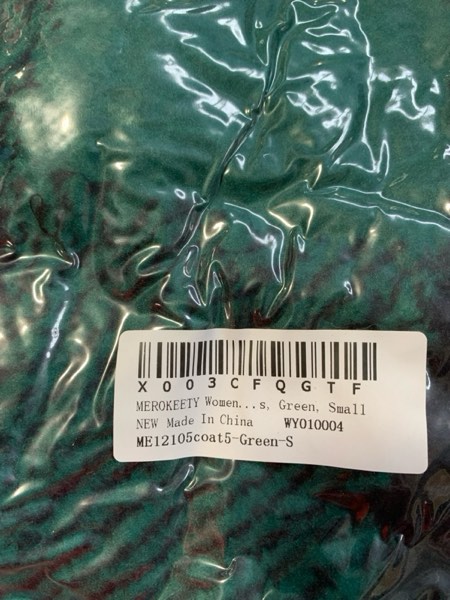 X003CFQGTF
MEROKEETY Women...s, Green, Small
NEW Made In China WY010004
ME12105coat5-Green-S